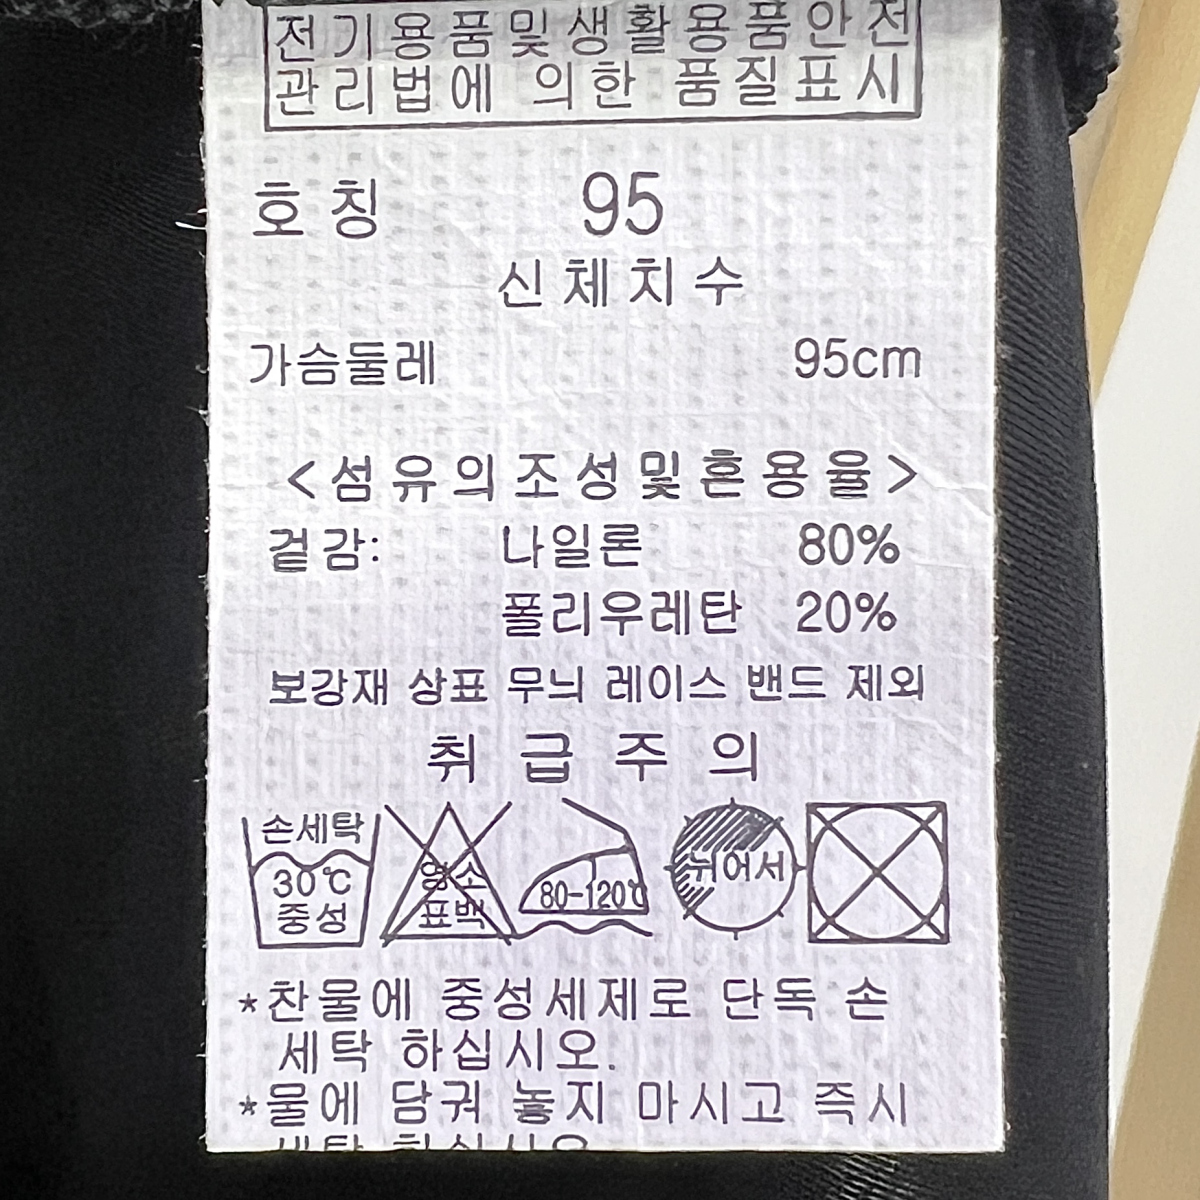 전기용품및생활용품안전
관리법에 의한 품질표시
호칭 95
신체치수
가슴둘레 95cm
<섬유의조성및혼용율>
겉감: 나일론 80%
폴리우레탄 20%
보강재 상표 무늬 레이스 밴드 제외
취급주의
손세탁
30℃
중성
염소
표백
80-120℃
뉘어서
*찬물에 중성세제로 단독 손
세탁 하십시오.
*물에 담궈 놓지 마시고 즉시
세탁 하십시오